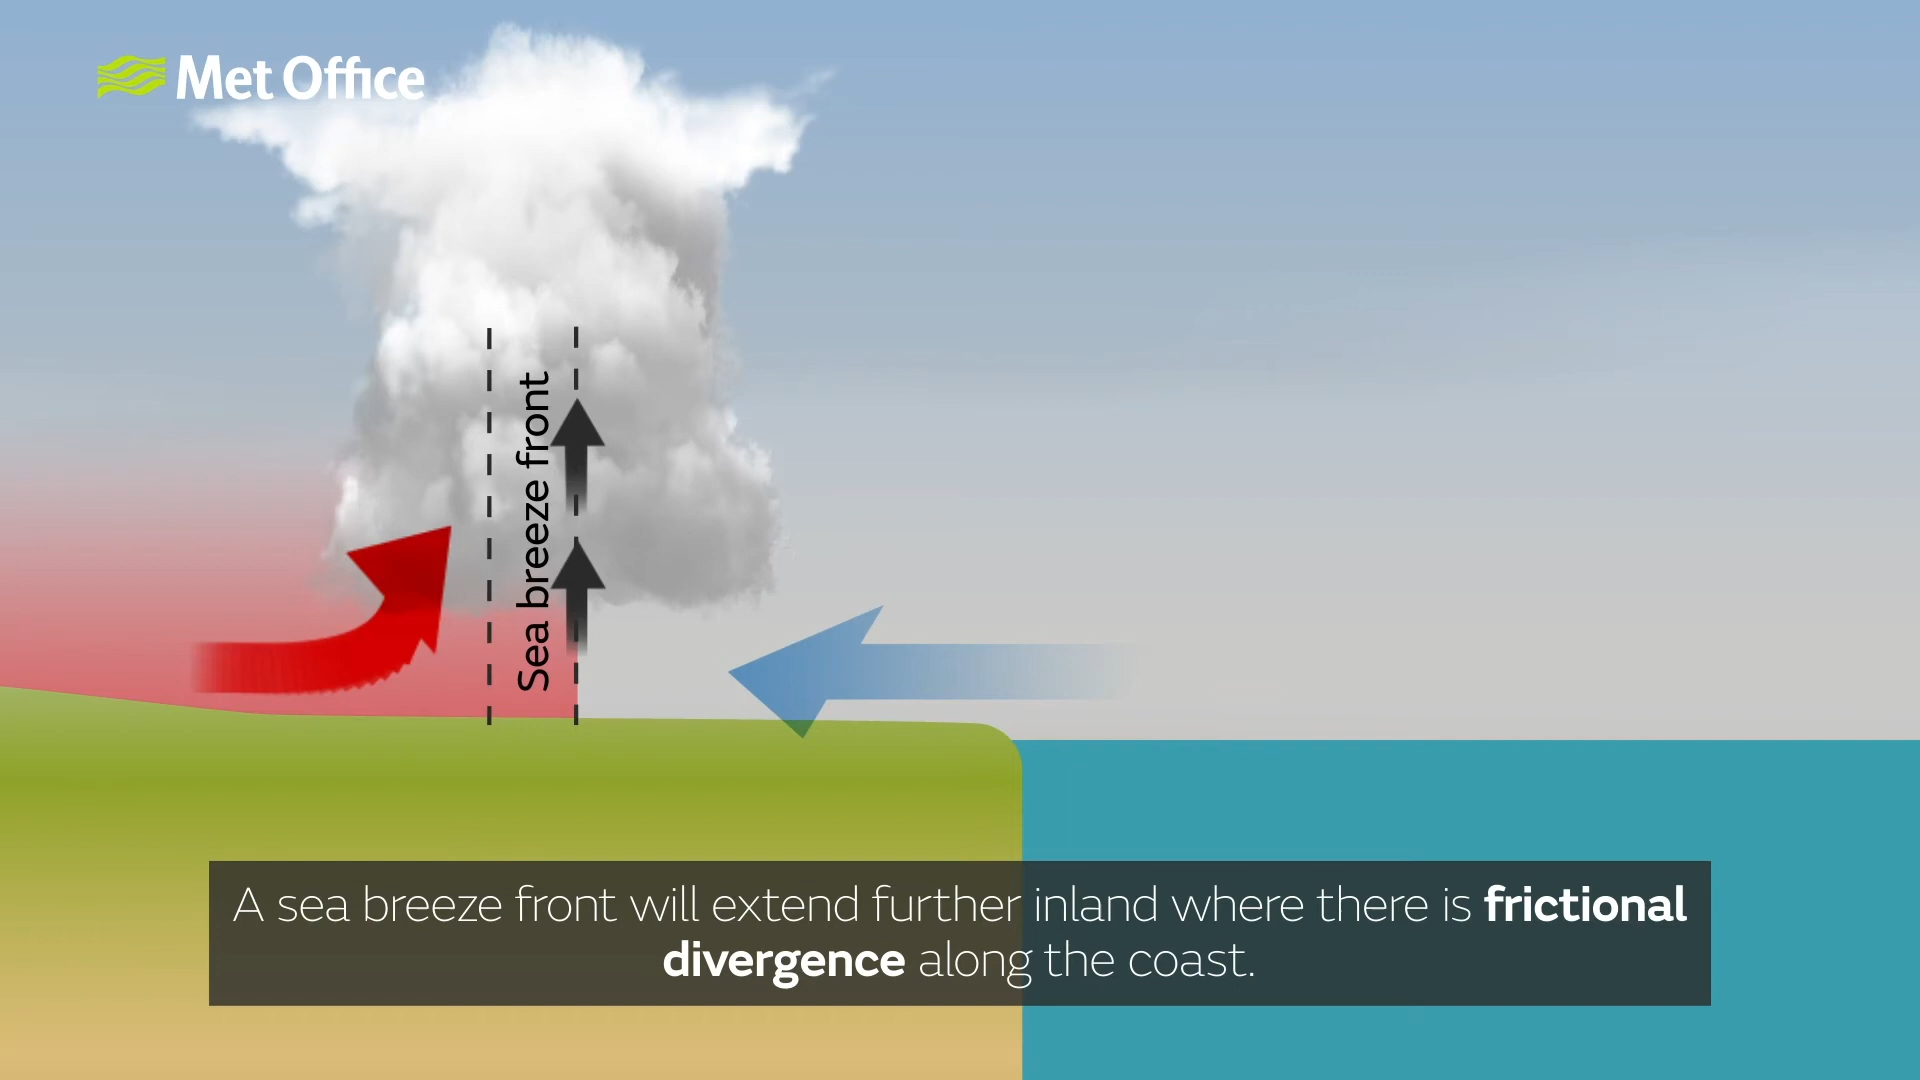 Met Office
Sea breeze front
A sea breeze front will extend further inland where there is frictional
divergence along the coast.